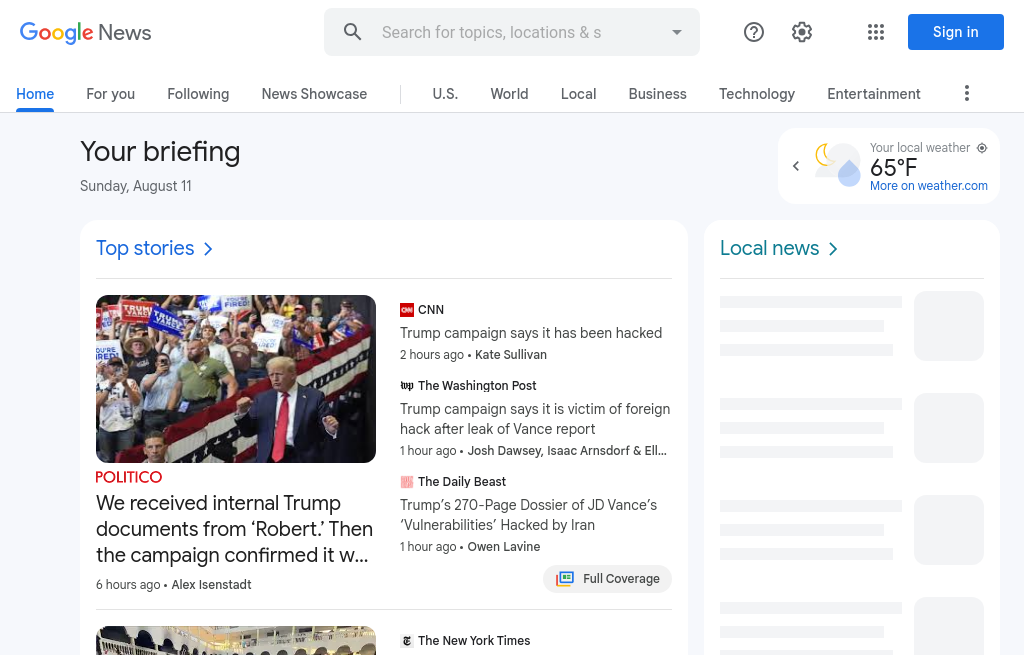 Google News
Search for topics, locations & s
Sign in
Home
For you
Following
News Showcase
U.S.
World
Local
Business
Technology
Entertainment
Your briefing
Sunday, August 11
Your local weather
65°F
More on weather.com
Top stories
Local news
TRUMP
VANCE
TRUMP
VANCE
YOU'RE
FIRED!
POLITICO
We received internal Trump
documents from ‘Robert.’ Then
the campaign confirmed it w...
6 hours ago • Alex Isenstadt
CNN
Trump campaign says it has been hacked
2 hours ago • Kate Sullivan
The Washington Post
Trump campaign says it is victim of foreign
hack after leak of Vance report
1 hour ago • Josh Dawsey, Isaac Arnsdorf & Ell...
The Daily Beast
Trump’s 270-Page Dossier of JD Vance’s
‘Vulnerabilities’ Hacked by Iran
1 hour ago • Owen Lavine
Full Coverage
The New York Times